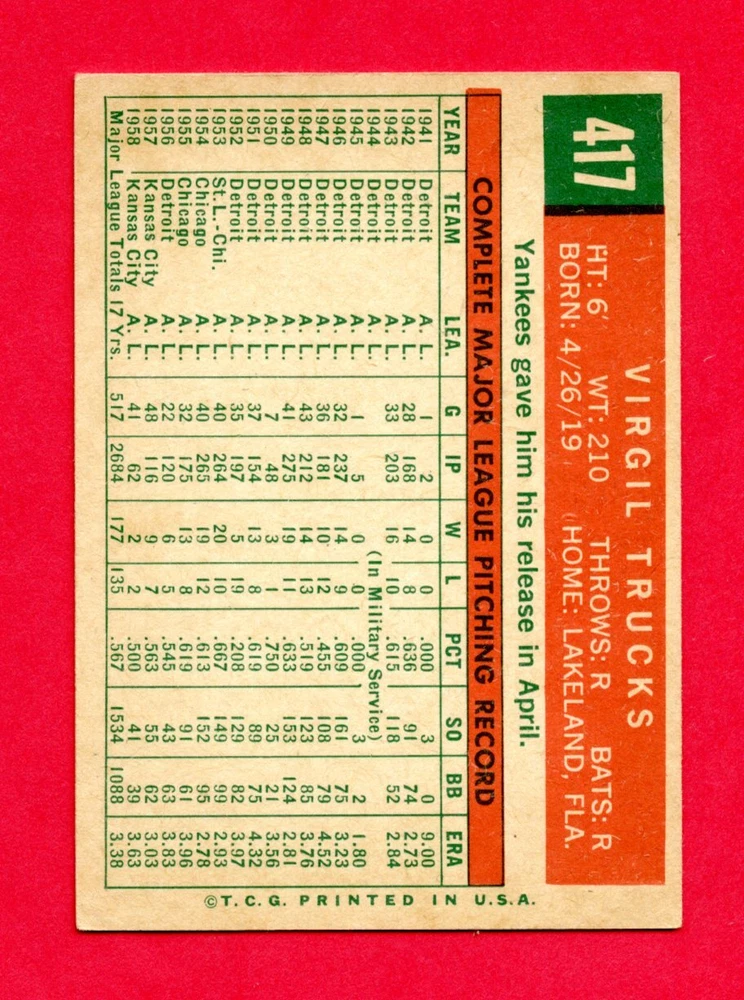 417
VIRGIL TRUCKS
HT: 6' WT: 210 THROWS: R BATS: R
BORN: 4/26/19 HOME: LAKELAND, FLA.
Yankees gave him his release in April.
COMPLETE MAJOR LEAGUE PITCHING RECORD
YEAR TEAM LEA. G IP W L PCT SO BB ERA
1941 Detroit A. L. 1 2 0 0 .000 3 0 9.00
1942 Detroit A. L. 28 168 14 8 .636 91 74 2.73
1943 Detroit A. L. 33 203 16 10 .615 118 52 2.84
1944 (In Military Service)
1945 Detroit A. L. 1 5 0 0 .000 3 2 1.80
1946 Detroit A. L. 32 237 14 9 .609 161 75 3.23
1947 Detroit A. L. 36 181 10 12 .455 108 79 4.52
1948 Detroit A. L. 43 212 14 13 .519 123 85 3.76
1949 Detroit A. L. 41 275 19 11 .633 153 124 2.81
1950 Detroit A. L. 7 48 3 1 .750 25 21 3.56
1951 Detroit A. L. 37 154 13 8 .619 89 75 4.32
1952 Detroit A. L. 35 197 5 19 .208 129 82 3.97
1953 St.L.-Chi. A. L. 40 264 20 10 .667 149 99 2.93
1954 Chicago A. L. 40 265 19 12 .613 152 95 2.78
1955 Chicago A. L. 32 175 13 8 .619 91 61 3.96
1956 Detroit A. L. 22 120 6 5 .545 43 63 3.83
1957 Kansas City A. L. 48 116 9 7 .563 55 62 3.03
1958 Kansas City A. L. 41 62 2 2 .500 41 39 3.63
Major League Totals 17 Yrs. 517 2684 177 135 .567 1534 1088 3.38
©T.C.G. PRINTED IN U.S.A.